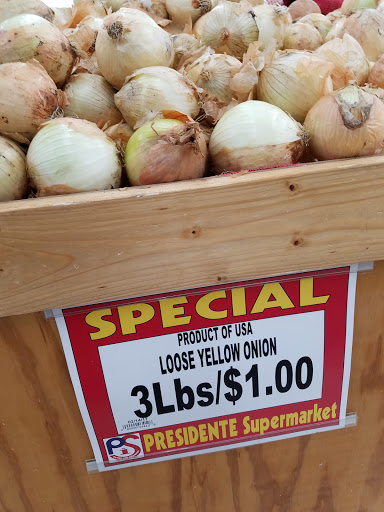 SPECIAL
PRODUCT OF USA
LOOSE YELLOW ONION
3Lbs/$1.00
PS PRESIDENTE Supermarket